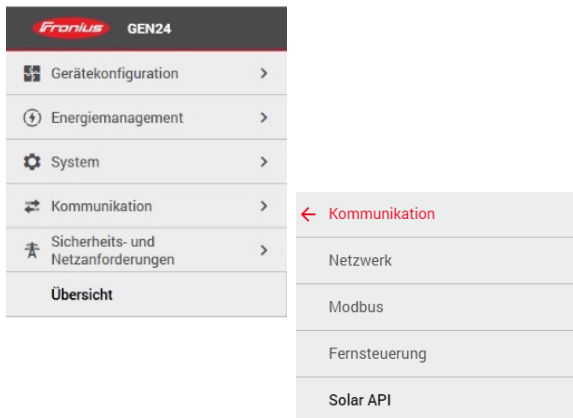 Fronius GEN24
Gerätekonfiguration
Energiemanagement
System
Kommunikation
Sicherheits- und
Netzanforderungen
Übersicht
Kommunikation
Netzwerk
Modbus
Fernsteuerung
Solar API